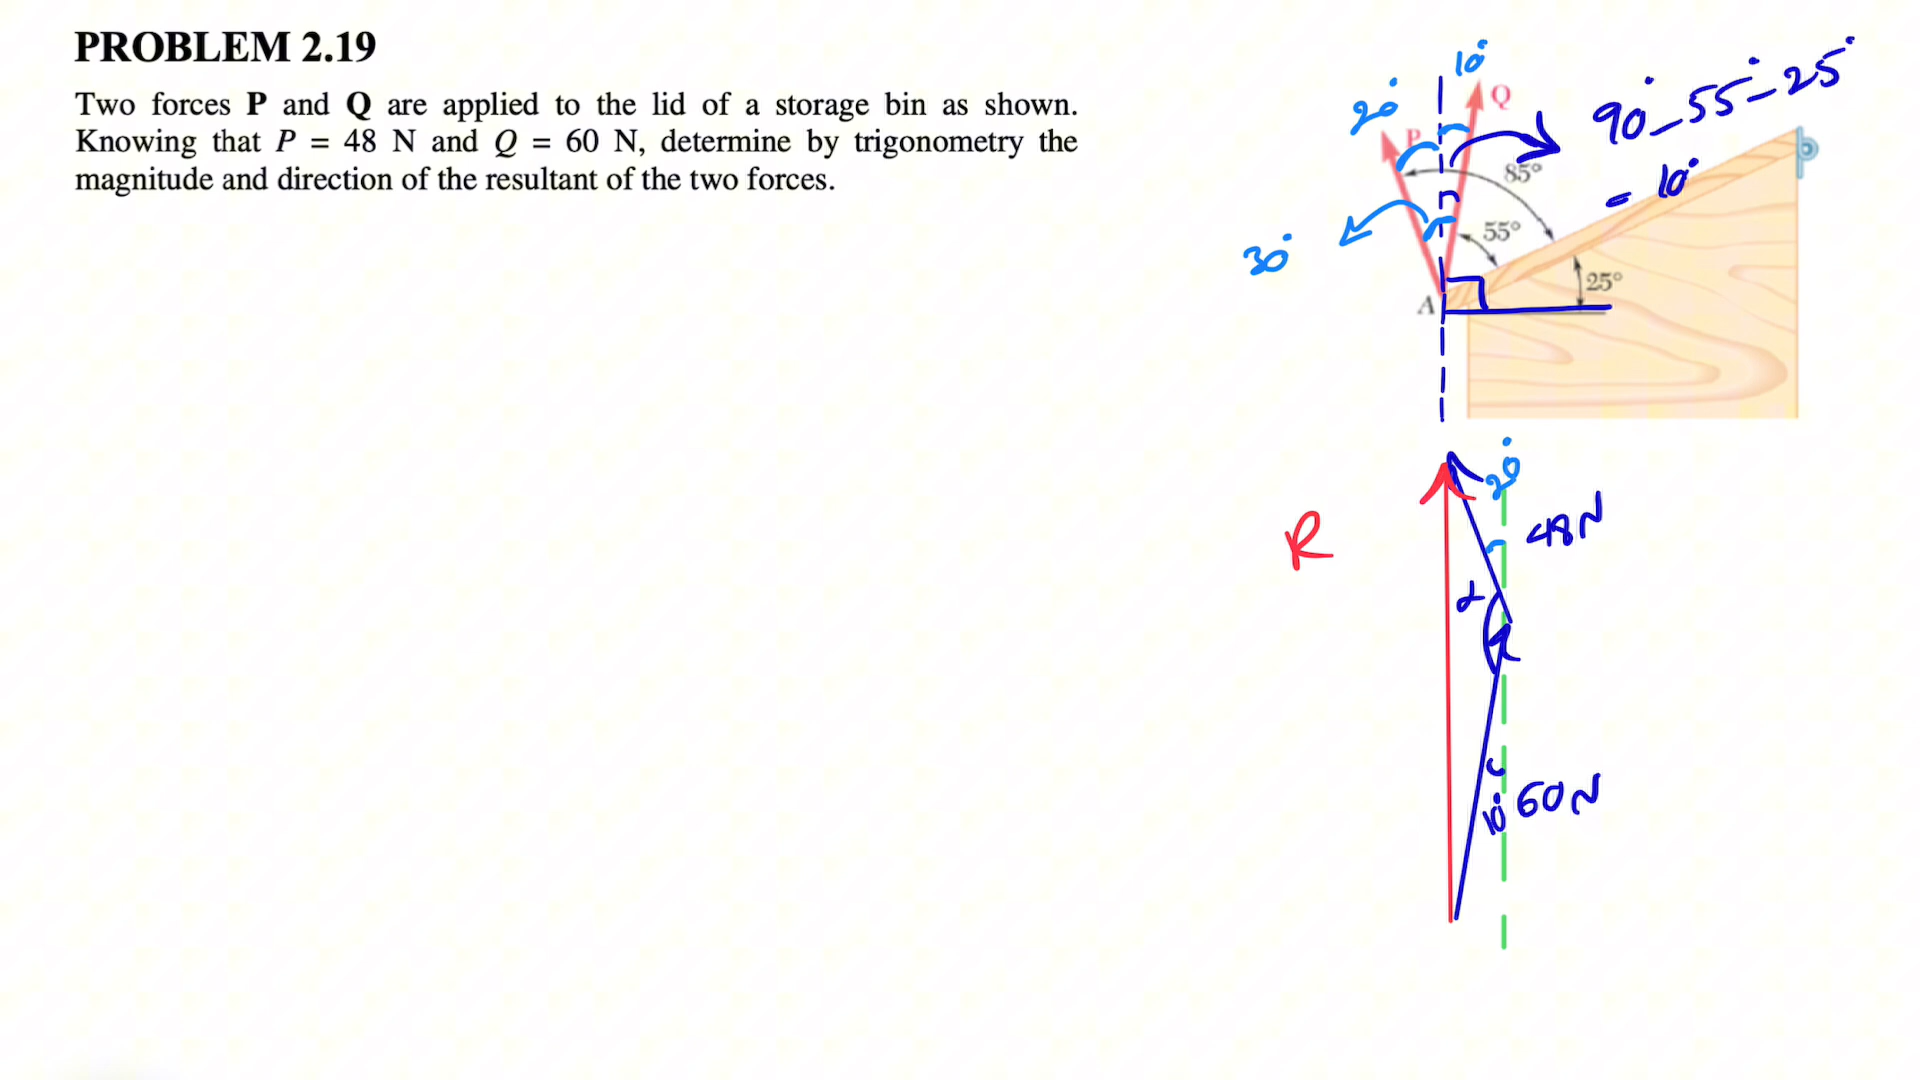 PROBLEM 2.19
Two forces P and Q are applied to the lid of a storage bin as shown.
Knowing that P = 48 N and Q = 60 N, determine by trigonometry the
magnitude and direction of the resultant of the two forces.
10°
20°
Q
P
90°-55°-25°
= 10°
85°
55°
30°
25°
A
20°
48N
R
α
10°
60N